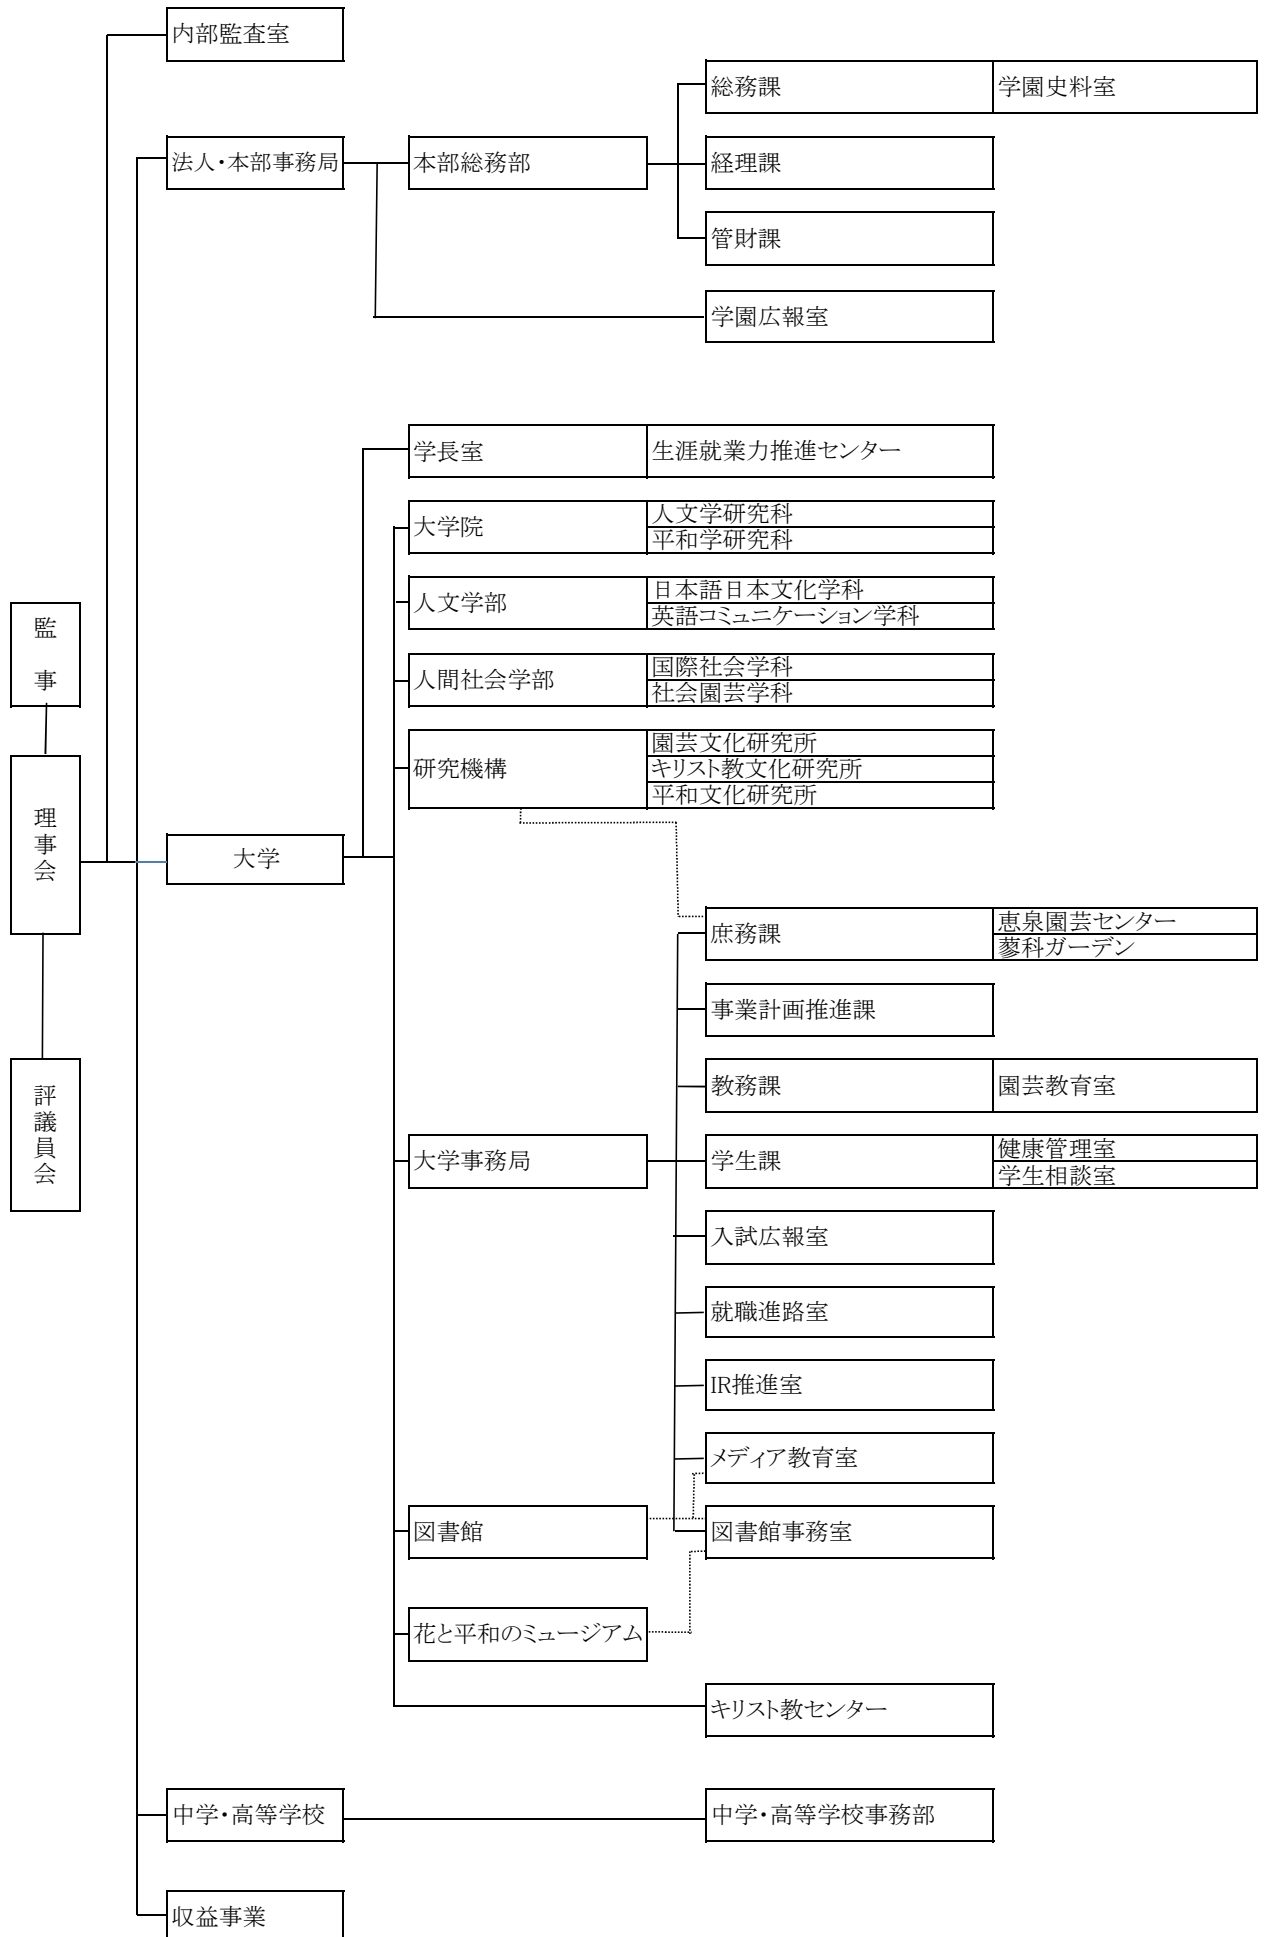 内部監査室
総務課
学園史料室
法人・本部事務局
本部総務部
経理課
管財課
学園広報室
学長室
生涯就業力推進センター
大学院
人文学研究科
平和学研究科
人文学部
日本語日本文化学科
英語コミュニケーション学科
監
事
人間社会学部
国際社会学科
社会園芸学科
研究機構
園芸文化研究所
キリスト教文化研究所
平和文化研究所
理
事
会
大学
庶務課
恵泉園芸センター
蓼科ガーデン
事業計画推進課
評
議
員
会
教務課
園芸教育室
大学事務局
学生課
健康管理室
学生相談室
入試広報室
就職進路室
IR推進室
メディア教育室
図書館
図書館事務室
花と平和のミュージアム
キリスト教センター
中学・高等学校
中学・高等学校事務部
収益事業